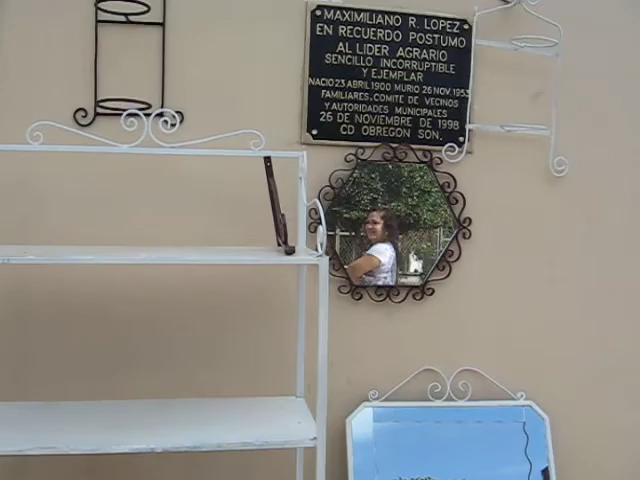 MAXIMILIANO R. LOPEZ
EN RECUERDO POSTUMO
AL LIDER AGRARIO
SENCILLO INCORRUPTIBLE
Y EJEMPLAR
NACIO 23 ABRIL 1900 MURIO 26 NOV. 1953
FAMILIARES, COMITE DE VECINOS
Y AUTORIDADES MUNICIPALES
26 DE NOVIEMBRE DE 1998
CD OBREGON SON.